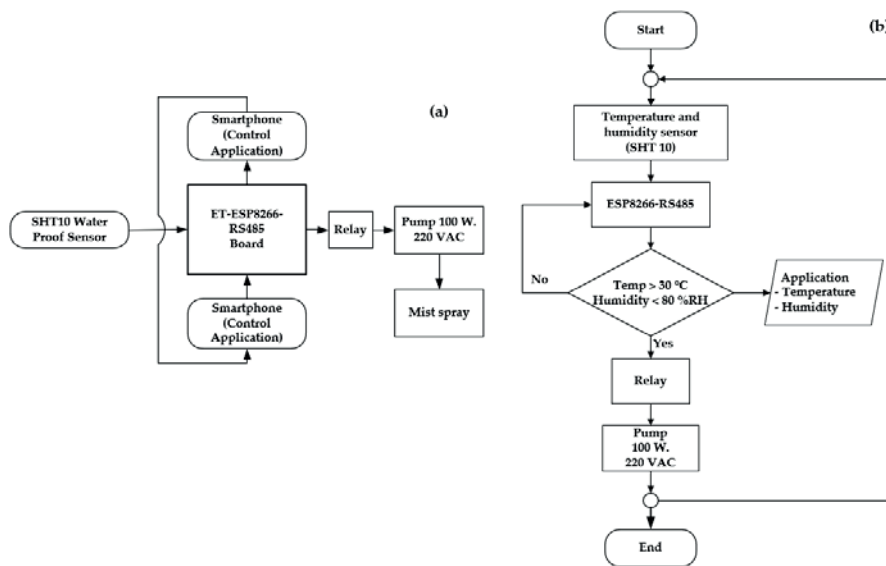 (a)
Smartphone
(Control
Application)
SHT10 Water
Proof Sensor
ET-ESP8266-
RS485
Board
Relay
Pump 100 W.
220 VAC
Mist spray
Smartphone
(Control
Application)
(b)
Start
Temperature and
humidity sensor
(SHT 10)
ESP8266-RS485
No
Temp > 30 °C
Humidity < 80 %RH
Application
- Temperature
- Humidity
Yes
Relay
Pump
100 W.
220 VAC
End